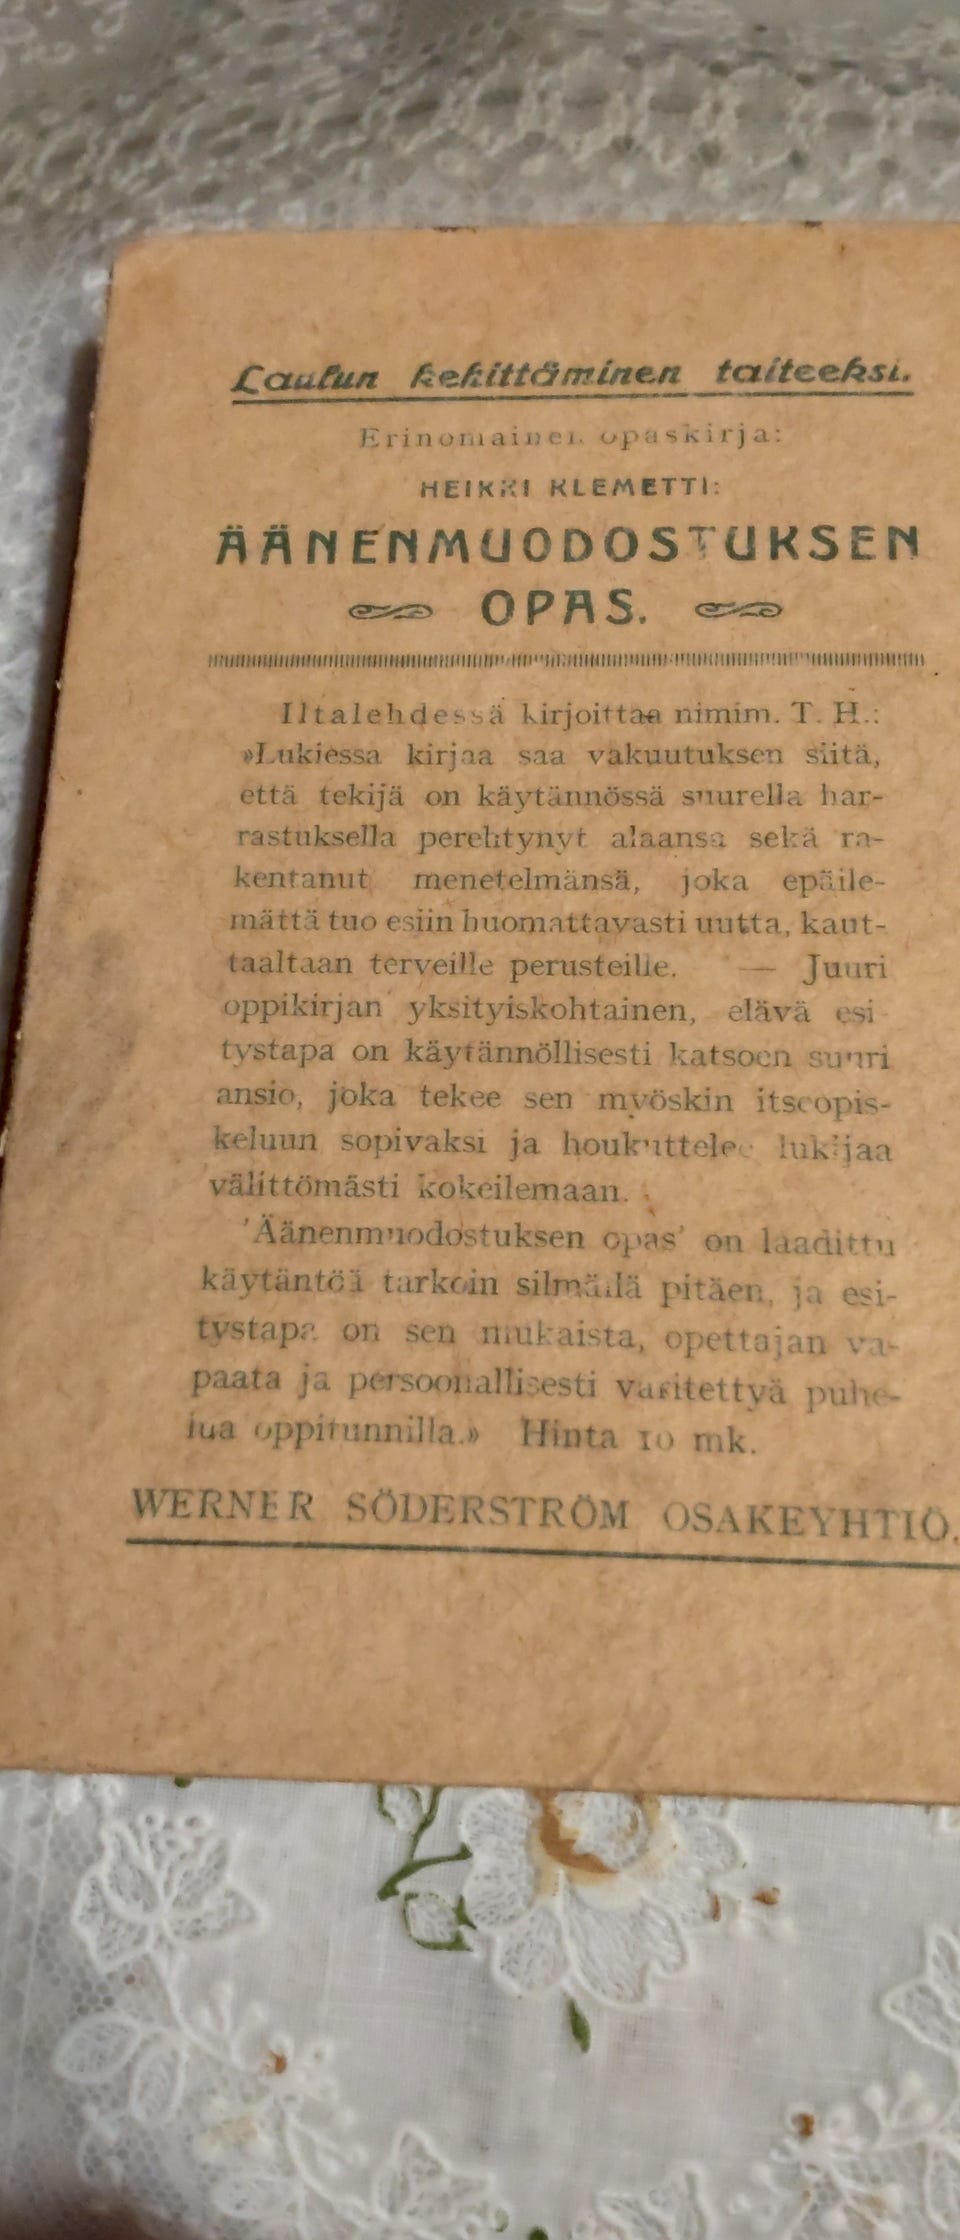 Laulun kehittäminen taiteeksi.
Erinomainen opaskirja:
HEIKKI KLEMETTI:
ÄÄNENMUODOSTUKSEN
OPAS.
Iltalehdessä kirjoittaa nimim. T. H.:
»Lukiessa kirjaa saa vakuutuksen siitä,
että tekijä on käytännössä suurella har-
rastuksella perehtynyt alaansa sekä ra-
kentanut menetelmänsä, joka epäile-
mättä tuo esiin huomattavasti uutta, kaut-
taaltaan terveille perusteille. — Juuri
oppikirjan yksityiskohtainen, elävä esi-
tystapa on käytännöllisesti katsoen suuri
ansio, joka tekee sen myöskin itseopis-
keluun sopivaksi ja houkuttelee lukijaa
välittömästi kokeilemaan.
'Äänenmuodostuksen opas' on laadittu
käytäntöä tarkoin silmällä pitäen, ja esi-
tystapa on sen mukaista, opettajan va-
paata ja persoonallisesti väritettyä puhe-
lua oppitunnilla.» Hinta 10 mk.
WERNER SÖDERSTRÖM OSAKEYHTIÖ.